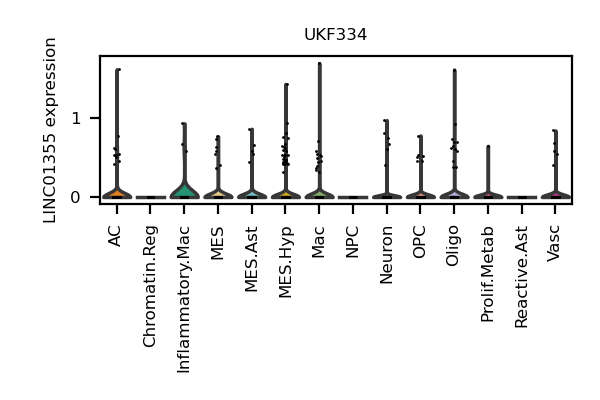 UKF334
LINC01355 expression
1
0
AC
Chromatin.Reg
Inflammatory.Mac
MES
MES.Ast
MES.Hyp
Mac
NPC
Neuron
OPC
Oligo
Prolif.Metab
Reactive.Ast
Vasc